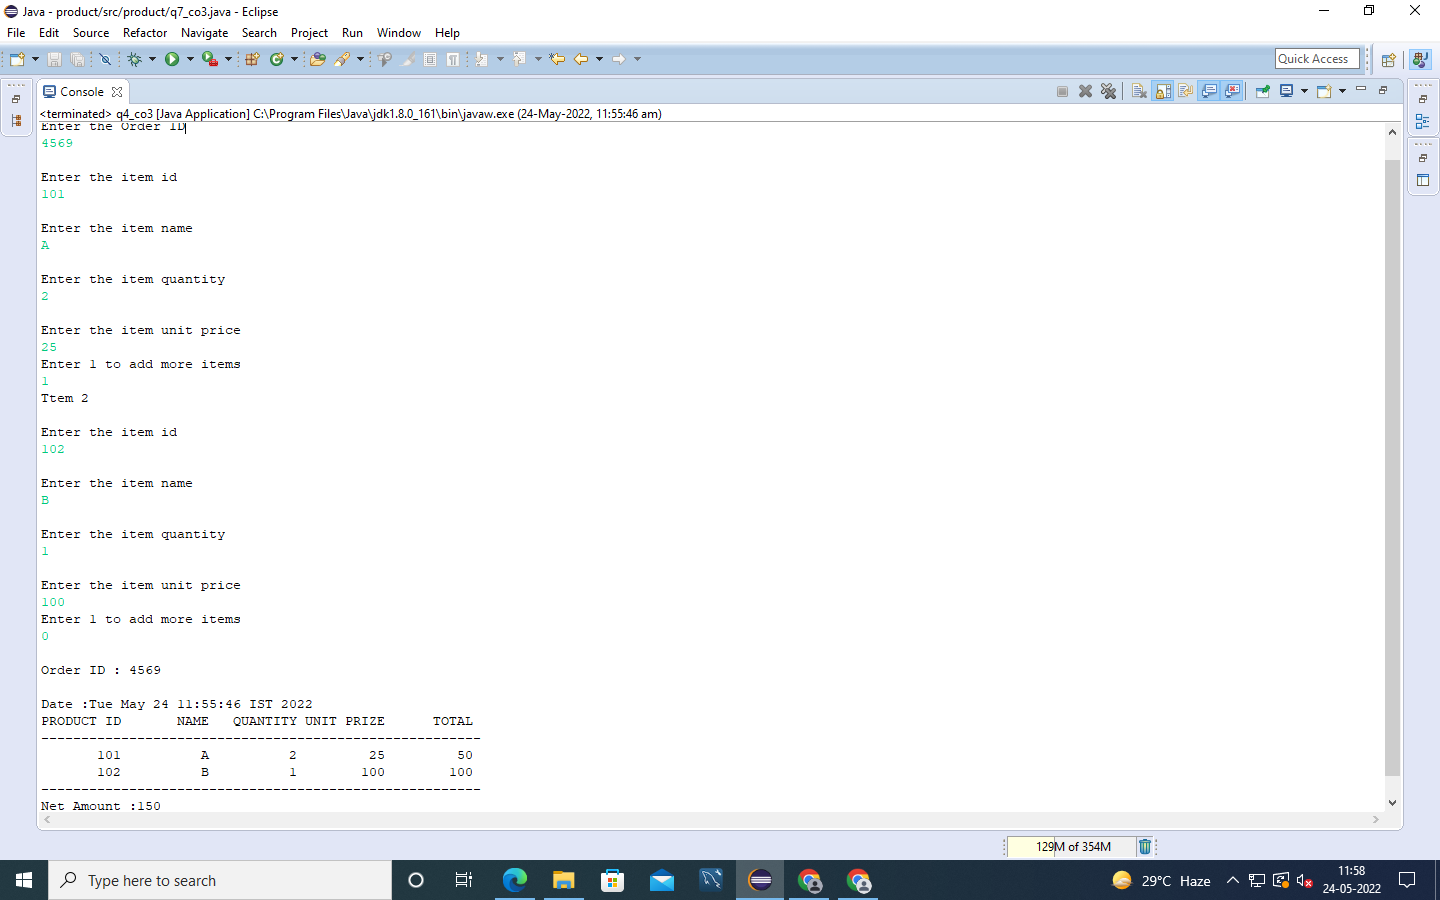 Java - product/src/product/q7_co3.java - Eclipse
File Edit Source Refactor Navigate Search Project Run Window Help
Quick Access
Console
<terminated> q4_co3 [Java Application] C:\Program Files\Java\jdk1.8.0_161\bin\javaw.exe (24-May-2022, 11:55:46 am)
Enter the Order ID
4569
Enter the item id
101
Enter the item name
A
Enter the item quantity
2
Enter the item unit price
25
Enter 1 to add more items
1
Ttem 2
Enter the item id
102
Enter the item name
B
Enter the item quantity
1
Enter the item unit price
100
Enter 1 to add more items
0
Order ID : 4569
Date :Tue May 24 11:55:46 IST 2022
PRODUCT ID NAME QUANTITY UNIT PRIZE TOTAL
-------------------------------------------------------
101 A 2 25 50
102 B 1 100 100
-------------------------------------------------------
Net Amount :150
129M of 354M
Type here to search
29°C Haze
11:58
24-05-2022